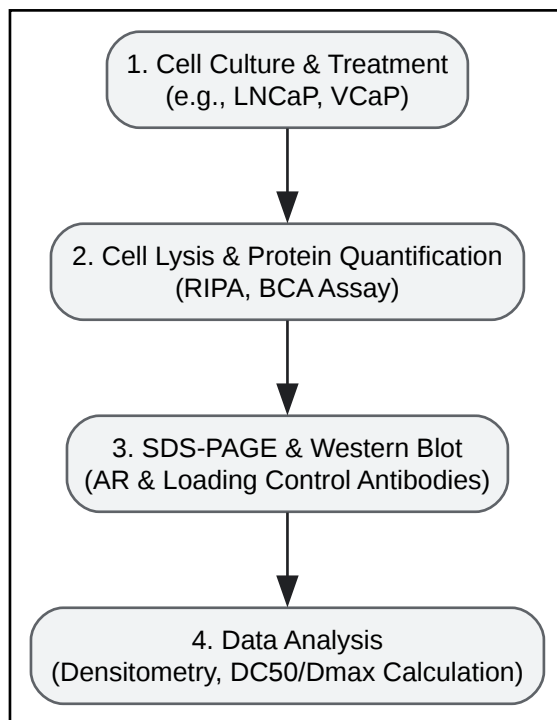 1. Cell Culture & Treatment
(e.g., LNCaP, VCaP)
2. Cell Lysis & Protein Quantification
(RIPA, BCA Assay)
3. SDS-PAGE & Western Blot
(AR & Loading Control Antibodies)
4. Data Analysis
(Densitometry, DC50/Dmax Calculation)